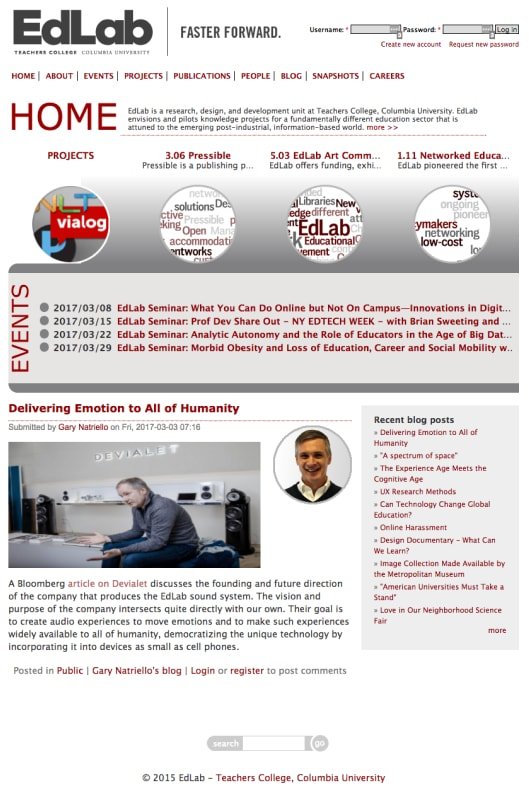 EdLab
TEACHERS COLLEGE COLUMBIA UNIVERSITY
FASTER FORWARD.
Username: * Password: * Log in
Create new account Request new password
HOME | ABOUT | EVENTS | PROJECTS | PUBLICATIONS | PEOPLE | BLOG | SNAPSHOTS | CAREERS
HOME
EdLab is a research, design, and development unit at Teachers College, Columbia University. EdLab
envisions and pilots knowledge projects for a fundamentally different education sector that is
attuned to the emerging post-industrial, information-based world. more >>
PROJECTS
3.06 Pressible
Pressible is a publishing p...
5.03 EdLab Art Comm...
EdLab offers funding, exhi...
1.11 Networked Educa...
EdLab pioneered the first ...
NLT
vialog
networ
solutions Des
ctive Pressible
eking Open Mana
accommodatio
entworks
custo
ded
Libraries New
edge different
EdLab
Educational
vement
syste
ongoing
pioneer
ymakers
networking
low-cost
EVENTS
2017/03/08 EdLab Seminar: What You Can Do Online but Not On Campus—Innovations in Digit...
2017/03/15 EdLab Seminar: Prof Dev Share Out - NY EDTECH WEEK - with Brian Sweeting and ...
2017/03/22 EdLab Seminar: Analytic Autonomy and the Role of Educators in the Age of Big Dat...
2017/03/29 EdLab Seminar: Morbid Obesity and Loss of Education, Career and Social Mobility w...
Delivering Emotion to All of Humanity
Submitted by Gary Natriello on Fri, 2017-03-03 07:16
DEVIALET
A Bloomberg article on Devialet discusses the founding and future direction
of the company that produces the EdLab sound system. The vision and
purpose of the company intersects quite directly with our own. Their goal is
to create audio experiences to move emotions and to make such experiences
widely available to all of humanity, democratizing the unique technology by
incorporating it into devices as small as cell phones.
Posted in Public | Gary Natriello's blog | Login or register to post comments
Recent blog posts
» Delivering Emotion to All of
Humanity
» "A spectrum of space"
» The Experience Age Meets the
Cognitive Age
» UX Research Methods
» Can Technology Change Global
Education?
» Online Harassment
» Design Documentary - What Can
We Learn?
» Image Collection Made Available by
the Metropolitan Museum
» "American Universities Must Take a
Stand"
» Love in Our Neighborhood Science
Fair
more
search go
© 2015 EdLab - Teachers College, Columbia University